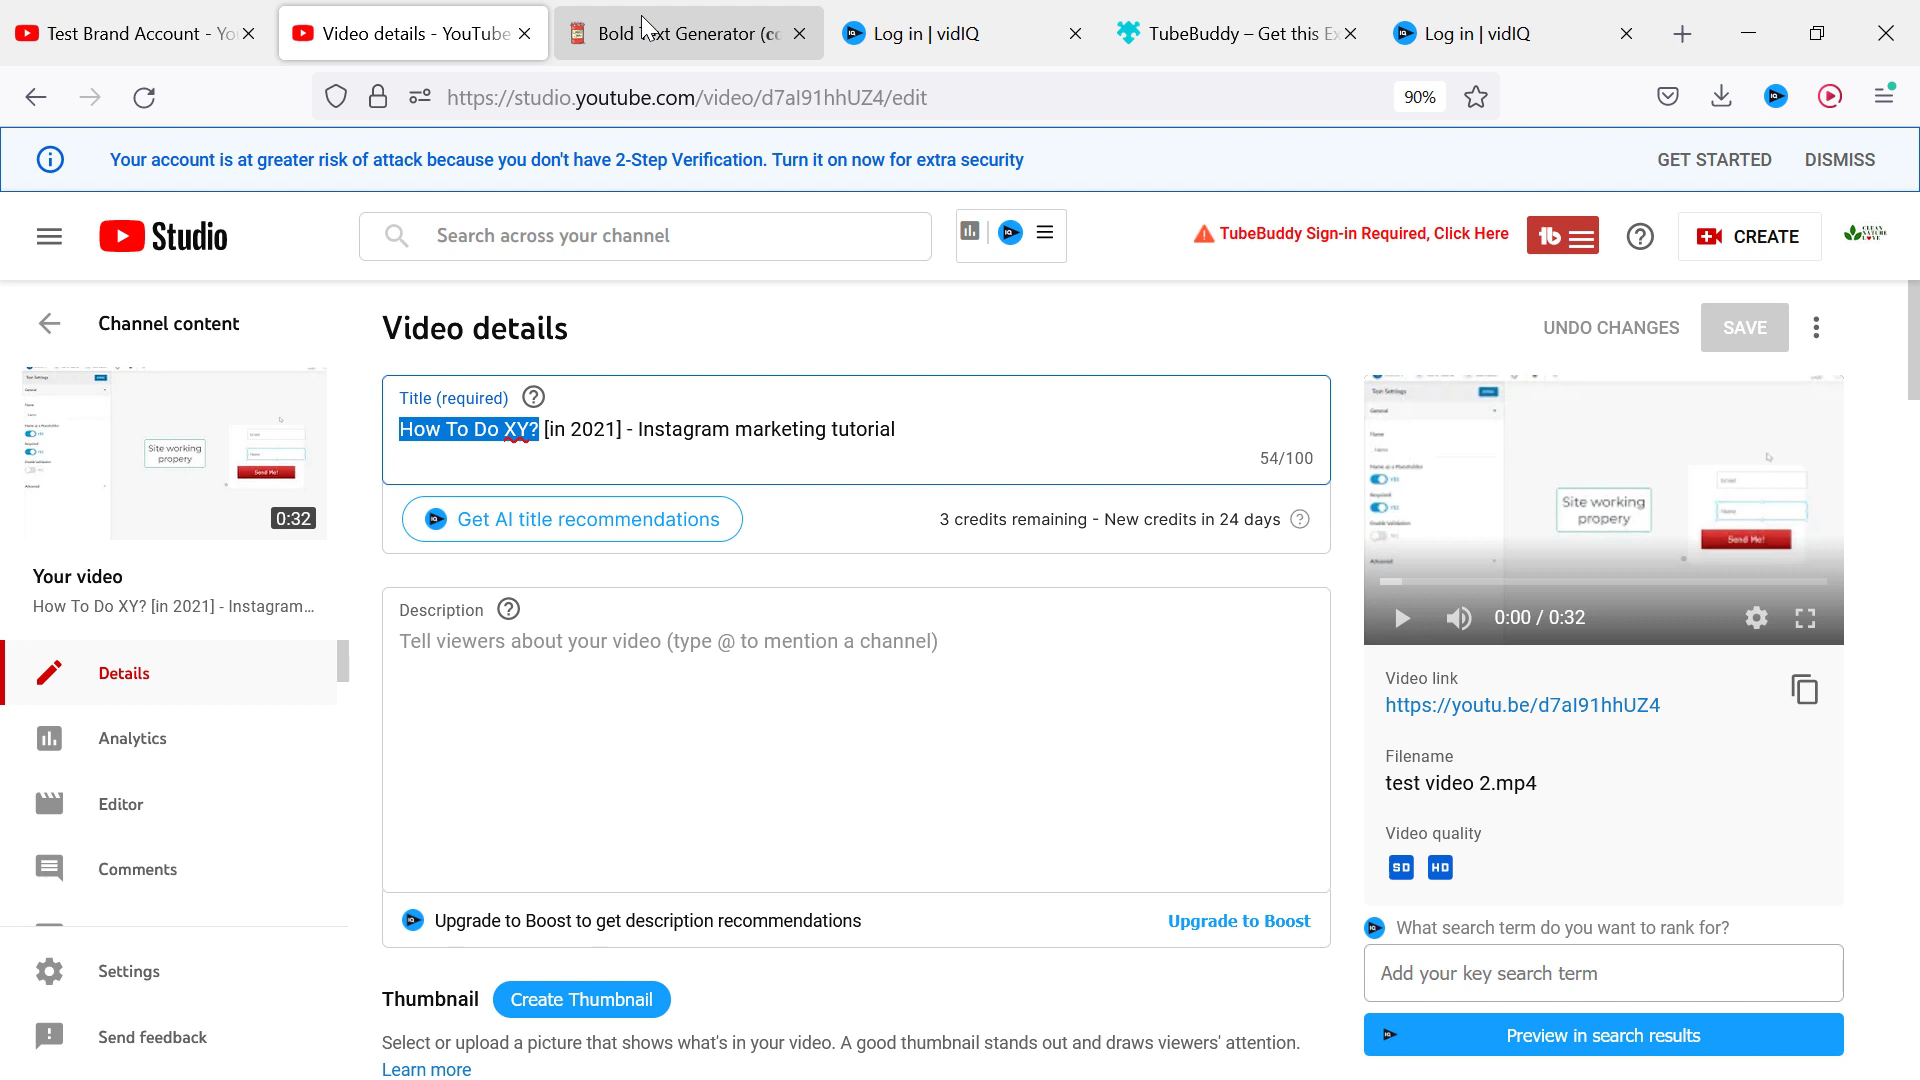 Test Brand Account - Yo
Video details - YouTube
Bold Text Generator (co
Log in | vidIQ
TubeBuddy – Get this Ex
Log in | vidIQ
https://studio.youtube.com/video/d7al91hhUZ4/edit
90%
Your account is at greater risk of attack because you don't have 2-Step Verification. Turn it on now for extra security
GET STARTED
DISMISS
Studio
Search across your channel
TubeBuddy Sign-in Required, Click Here
CREATE
Channel content
Video details
UNDO CHANGES
SAVE
Title (required)
How To Do XY? [in 2021] - Instagram marketing tutorial
54/100
Get AI title recommendations
3 credits remaining - New credits in 24 days
Site working
propery
Send Me!
0:32
Your video
How To Do XY? [in 2021] - Instagram...
Details
Analytics
Editor
Comments
Settings
Send feedback
Description
Tell viewers about your video (type @ to mention a channel)
Upgrade to Boost to get description recommendations
Upgrade to Boost
Thumbnail
Create Thumbnail
Select or upload a picture that shows what's in your video. A good thumbnail stands out and draws viewers' attention.
Learn more
Site working
propery
Send Me!
0:00 / 0:32
Video link
https://youtu.be/d7al91hhUZ4
Filename
test video 2.mp4
Video quality
SD HD
What search term do you want to rank for?
Add your key search term
Preview in search results